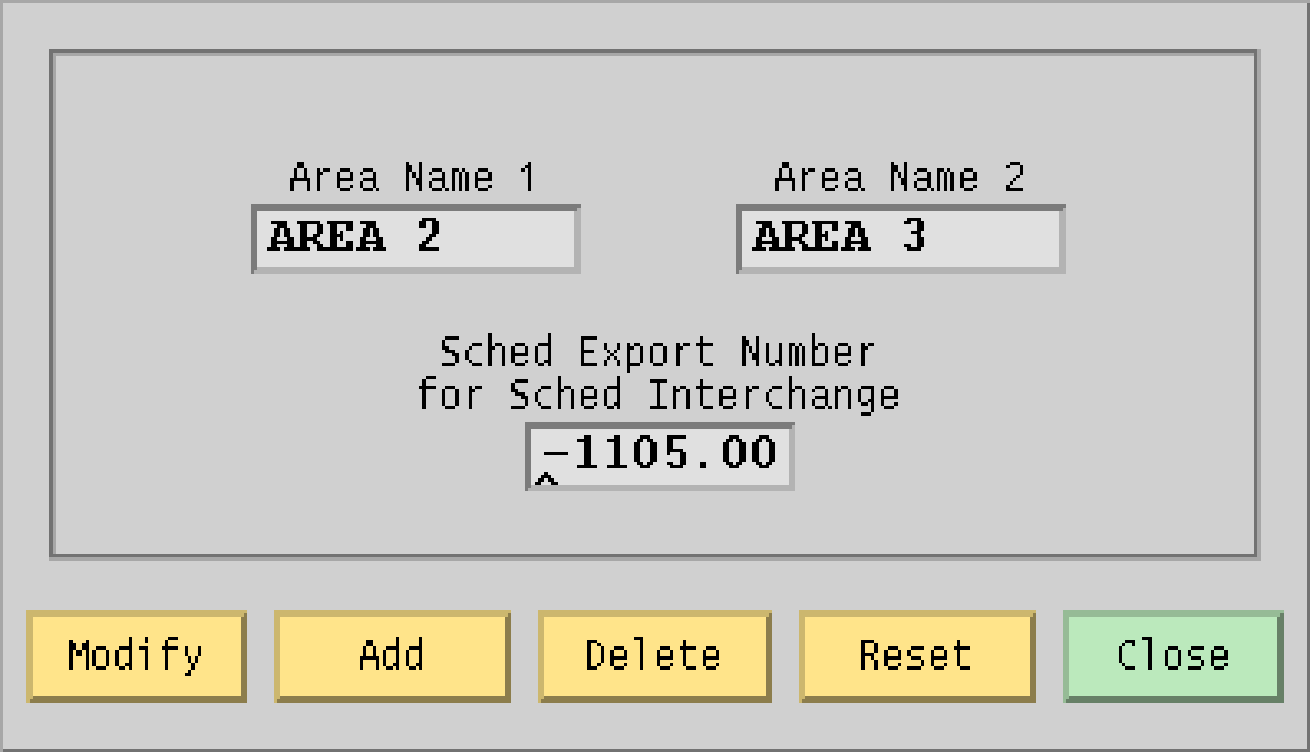 Area Name 1
Area Name 2
AREA 2
AREA 3
Sched Export Number
for Sched Interchange
-1105.00
Modify
Add
Delete
Reset
Close